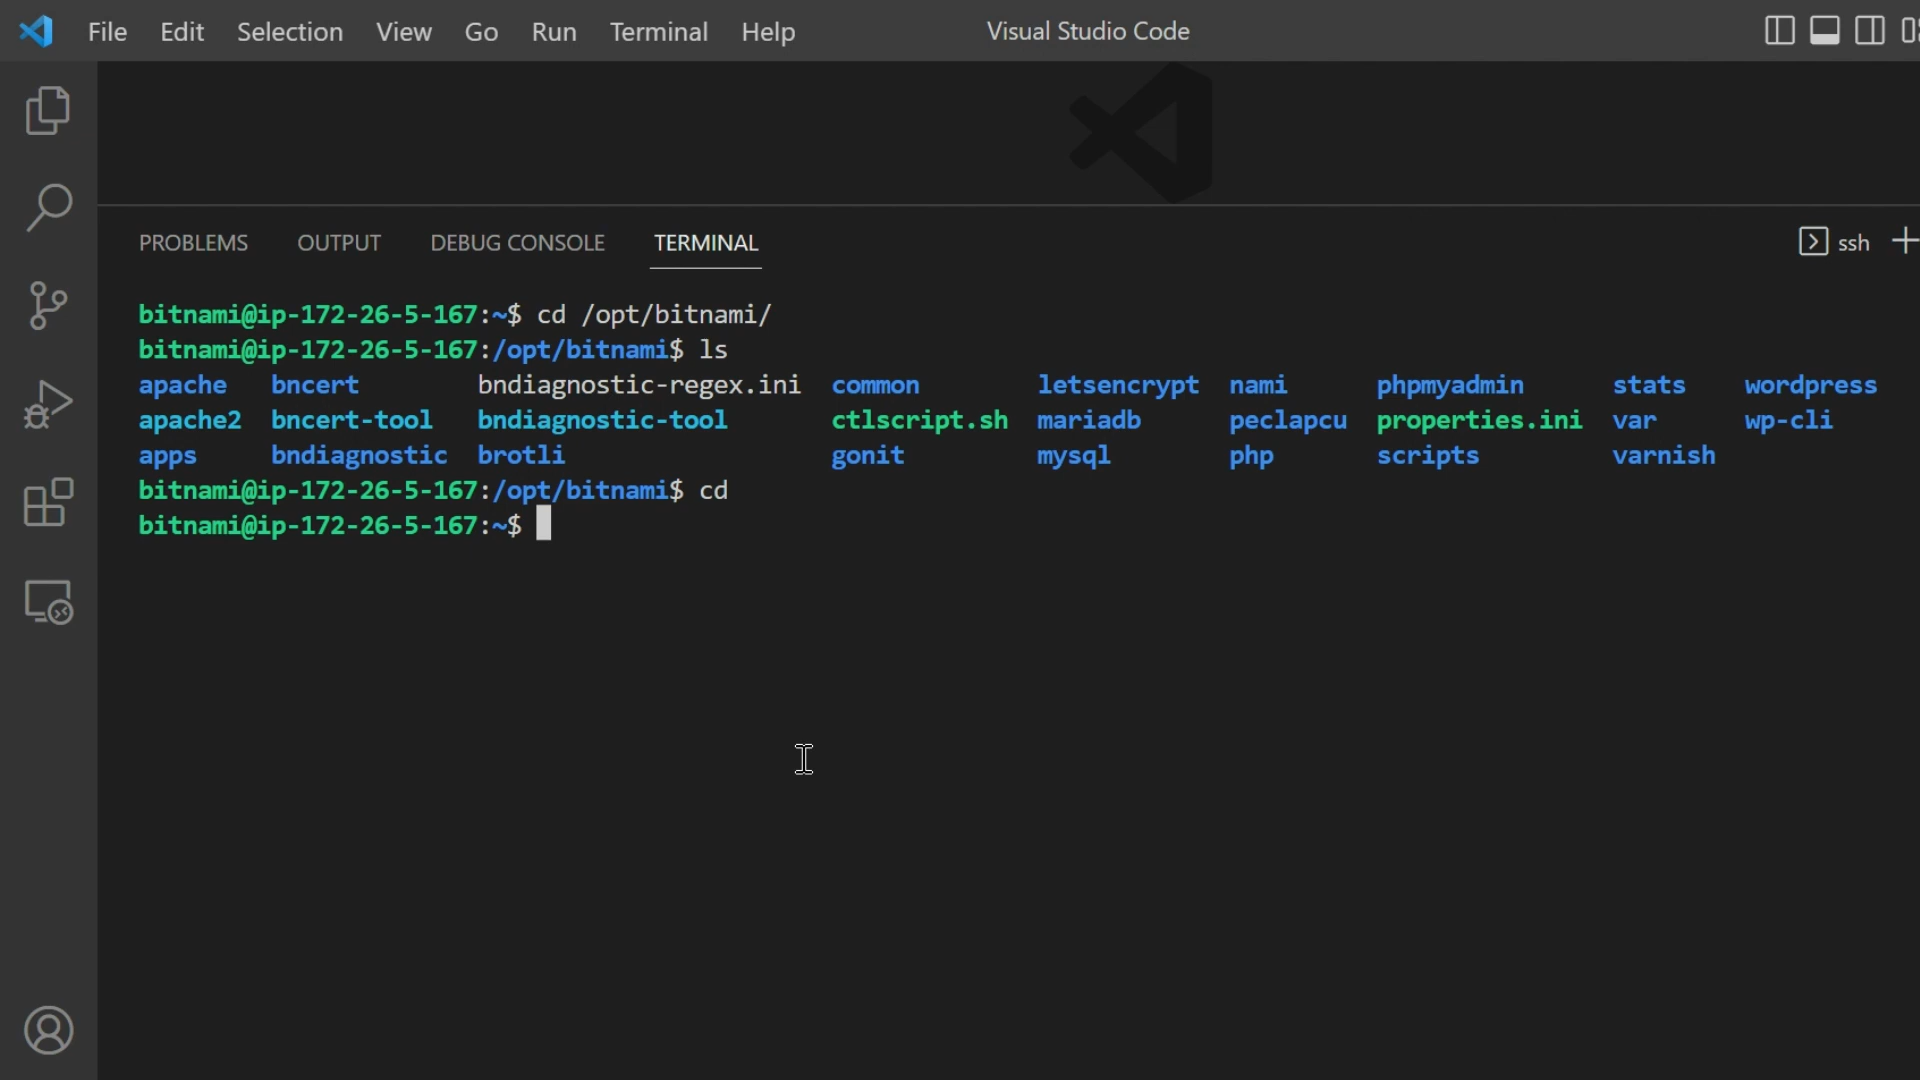 File Edit Selection View Go Run Terminal Help Visual Studio Code
PROBLEMS OUTPUT DEBUG CONSOLE TERMINAL ssh
bitnami@ip-172-26-5-167:~$ cd /opt/bitnami/
bitnami@ip-172-26-5-167:/opt/bitnami$ ls
apache bncert bndiagnostic-regex.ini common letsencrypt nami phpmyadmin stats wordpress
apache2 bncert-tool bndiagnostic-tool ctlscript.sh mariadb peclapcu properties.ini var wp-cli
apps bndiagnostic brotli gonit mysql php scripts varnish
bitnami@ip-172-26-5-167:/opt/bitnami$ cd
bitnami@ip-172-26-5-167:~$